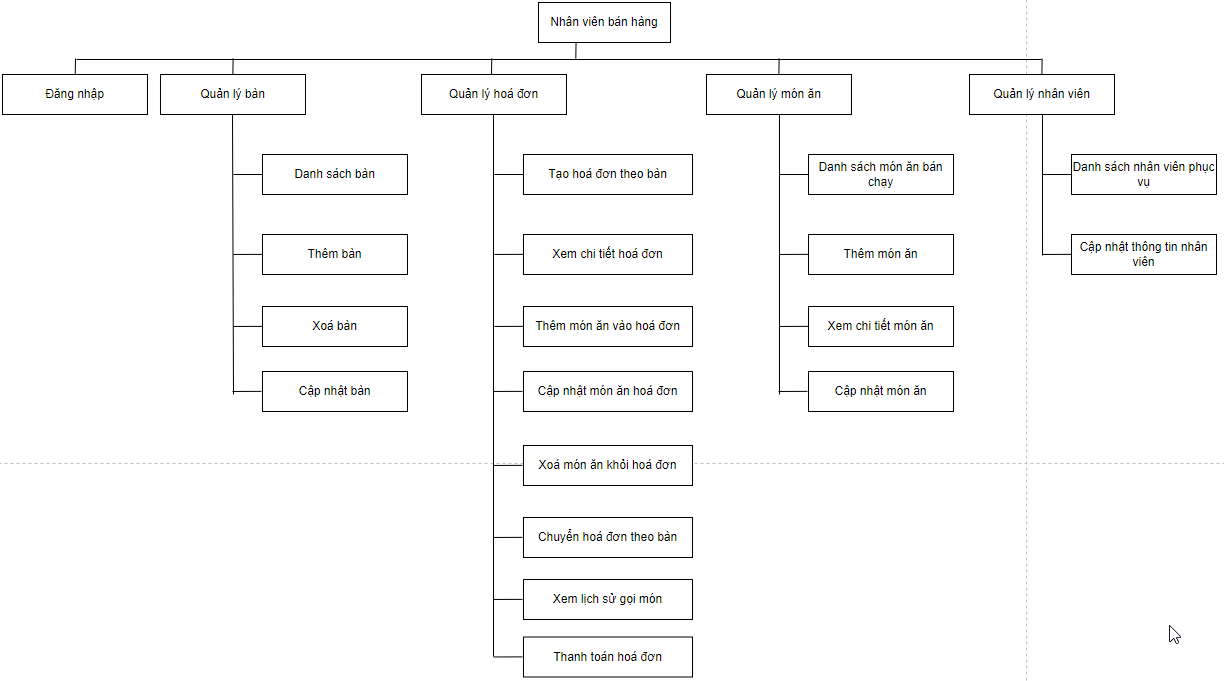 Nhân viên bán hàng
Đăng nhập
Quản lý bàn
Quản lý hoá đơn
Quản lý món ăn
Quản lý nhân viên
Danh sách bàn
Thêm bàn
Xoá bàn
Cập nhật bàn
Tạo hoá đơn theo bàn
Xem chi tiết hoá đơn
Thêm món ăn vào hoá đơn
Cập nhật món ăn hoá đơn
Xoá món ăn khỏi hoá đơn
Chuyển hoá đơn theo bàn
Xem lịch sử gọi món
Thanh toán hoá đơn
Danh sách món ăn bán
chạy
Thêm món ăn
Xem chi tiết món ăn
Cập nhật món ăn
Danh sách nhân viên phục
vụ
Cập nhật thông tin nhân
viên